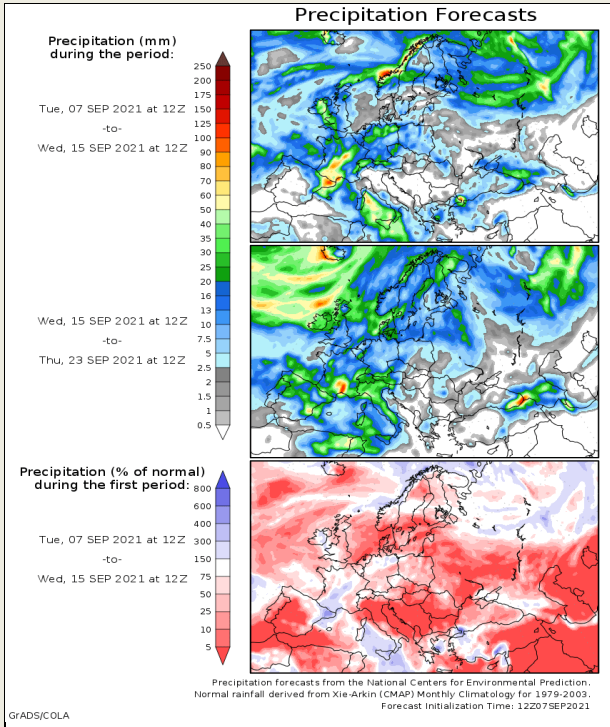 Precipitation Forecasts
Precipitation (mm)
during the period:
Tue, 07 SEP 2021 at 12Z
-to-
Wed, 15 SEP 2021 at 12Z
250
200
175
150
125
100
90
80
70
60
50
40
35
30
25
20
16
13
10
7.5
5
2.5
2
1.5
1
0.5
Wed, 15 SEP 2021 at 12Z
-to-
Thu, 23 SEP 2021 at 12Z
Precipitation (% of normal)
during the first period:
Tue, 07 SEP 2021 at 12Z
-to-
Wed, 15 SEP 2021 at 12Z
800
600
400
300
150
75
50
25
10
5
Precipitation forecasts from the National Centers for Environmental Prediction.
Normal rainfall derived from Xie-Arkin (CMAP) Monthly Climatology for 1979-2003.
Forecast Initialization Time: 12Z07SEP2021
GrADS/COLA